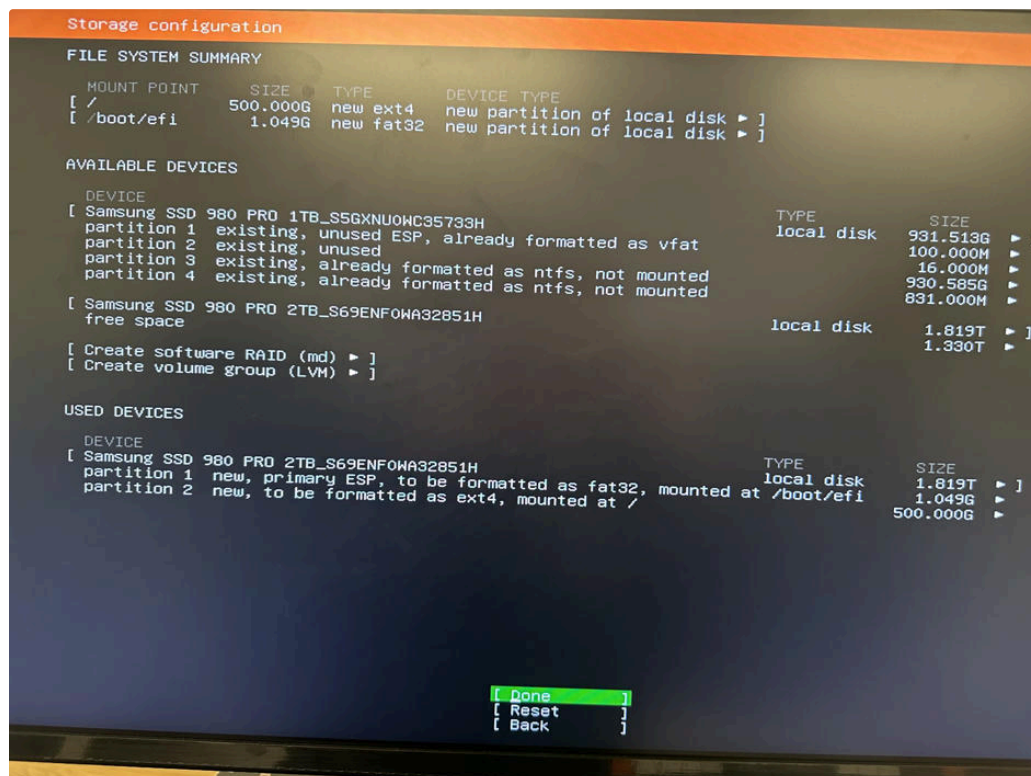 Storage configuration
FILE SYSTEM SUMMARY
MOUNT POINT SIZE TYPE DEVICE TYPE
[ / 500.000G new ext4 new partition of local disk ► ]
[ /boot/efi 1.049G new fat32 new partition of local disk ► ]
AVAILABLE DEVICES
DEVICE TYPE SIZE
[ Samsung SSD 980 PRO 1TB_S5GXNU0WC35733H local disk 931.513G ►
partition 1 existing, unused ESP, already formatted as vfat 100.000M ►
partition 2 existing, unused 16.000M ►
partition 3 existing, already formatted as ntfs, not mounted 930.585G ►
partition 4 existing, already formatted as ntfs, not mounted 831.000M ►
[ Samsung SSD 980 PRO 2TB_S69ENF0WA32851H local disk 1.819T ► ]
free space 1.330T ►
[ Create software RAID (md) ► ]
[ Create volume group (LVM) ► ]
USED DEVICES
DEVICE TYPE SIZE
[ Samsung SSD 980 PRO 2TB_S69ENF0WA32851H local disk 1.819T ► ]
partition 1 new, primary ESP, to be formatted as fat32, mounted at /boot/efi 1.049G ►
partition 2 new, to be formatted as ext4, mounted at / 500.000G ►
[ Done ]
[ Reset ]
[ Back ]